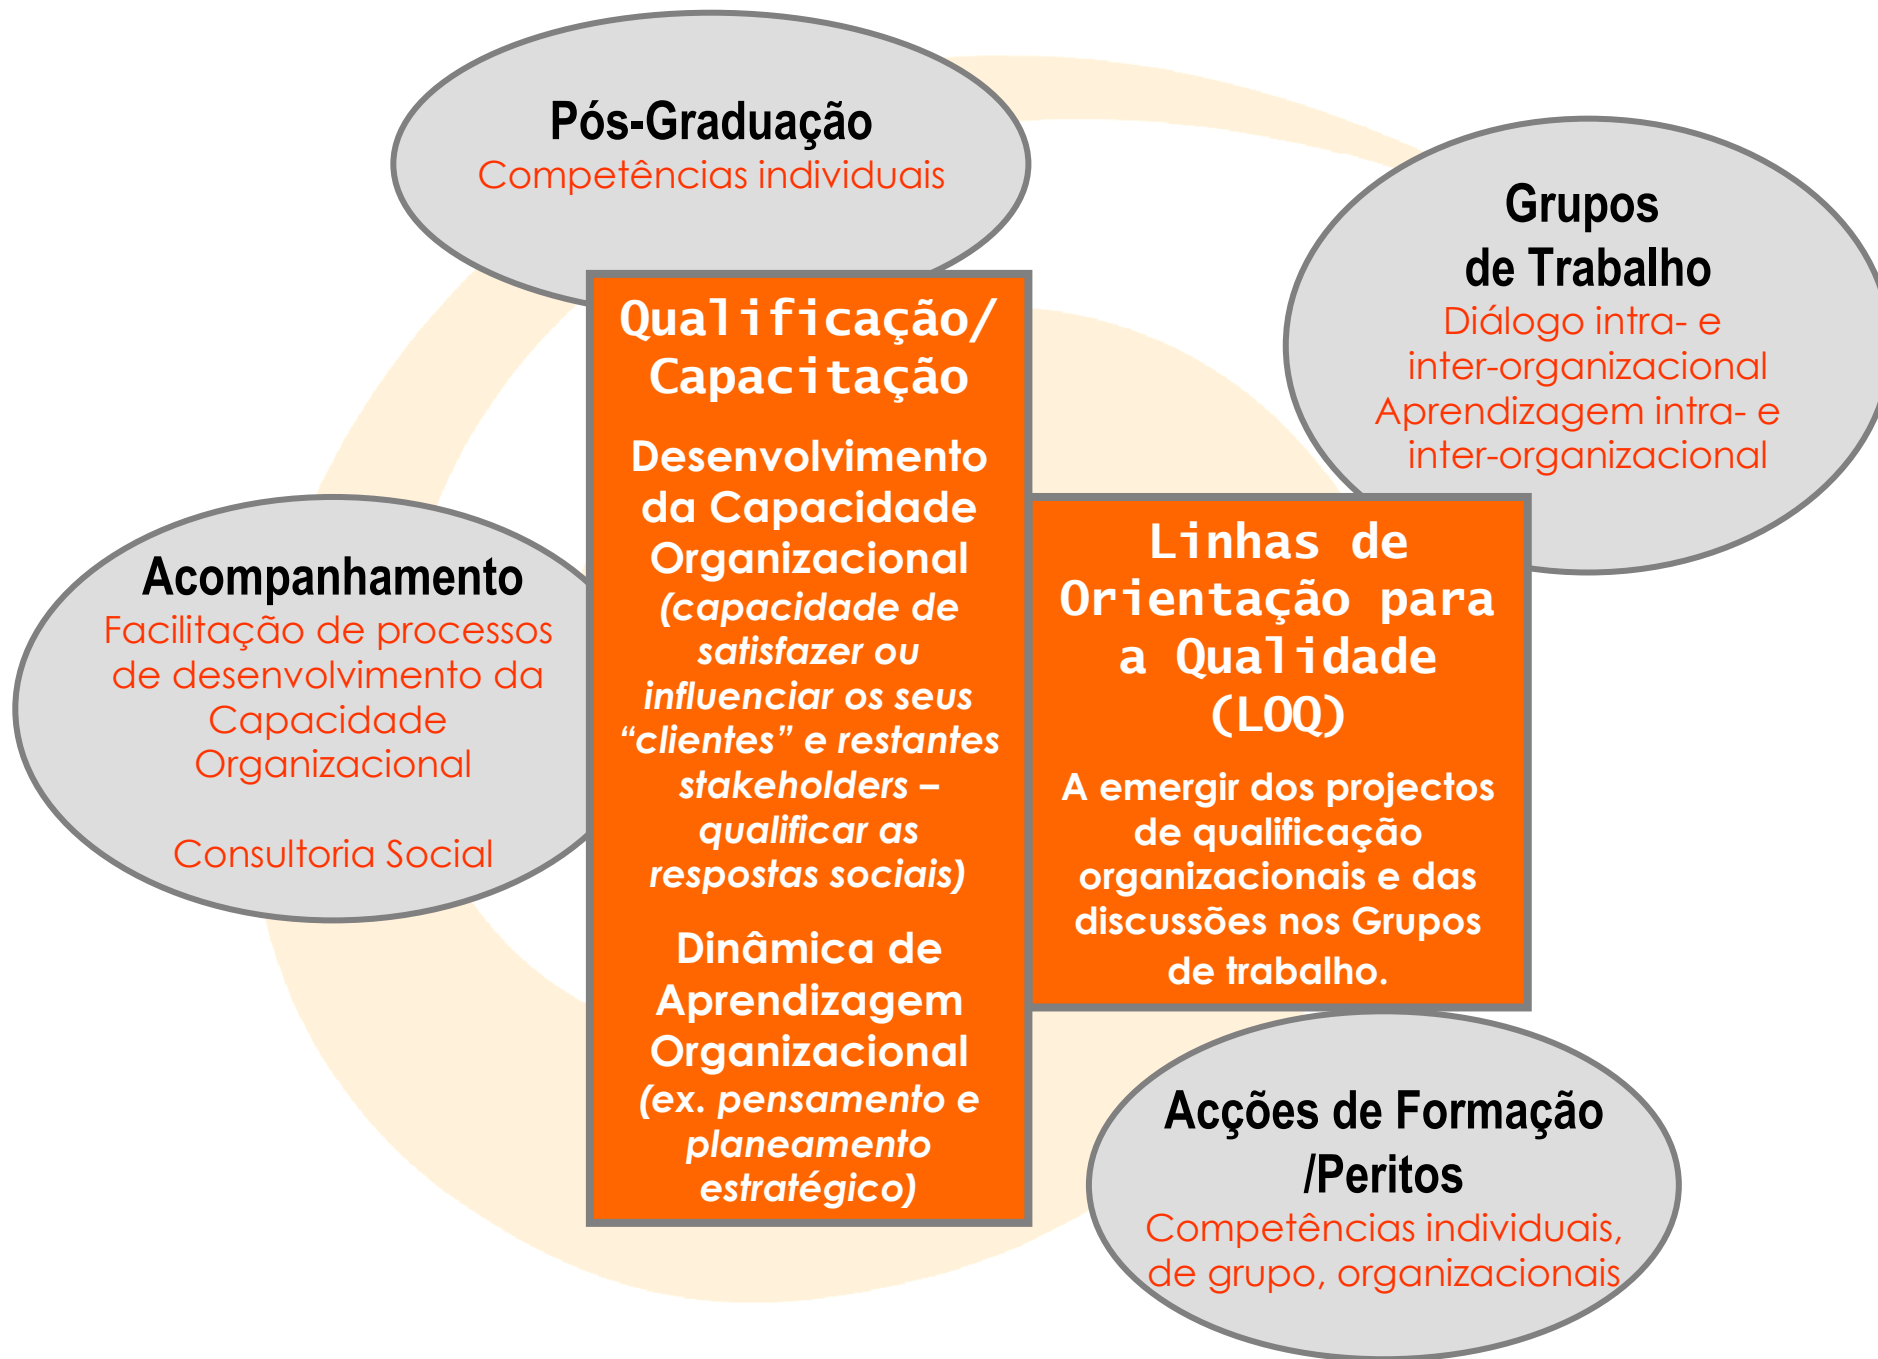 Pós-Graduação
Competências individuais
Grupos
de Trabalho
Diálogo intra- e
inter-organizacional
Aprendizagem intra- e
inter-organizacional
Acompanhamento
Facilitação de processos
de desenvolvimento da
Capacidade
Organizacional
Consultoria Social
Qualificação/
Capacitação
Desenvolvimento
da Capacidade
Organizacional
(capacidade de
satisfazer ou
influenciar os seus
“clientes” e restantes
stakeholders –
qualificar as
respostas sociais)
Dinâmica de
Aprendizagem
Organizacional
(ex. pensamento e
planeamento
estratégico)
Linhas de
Orientação para
a Qualidade
(LOQ)
A emergir dos projectos
de qualificação
organizacionais e das
discussões nos Grupos
de trabalho.
Acções de Formação
/Peritos
Competências individuais,
de grupo, organizacionais